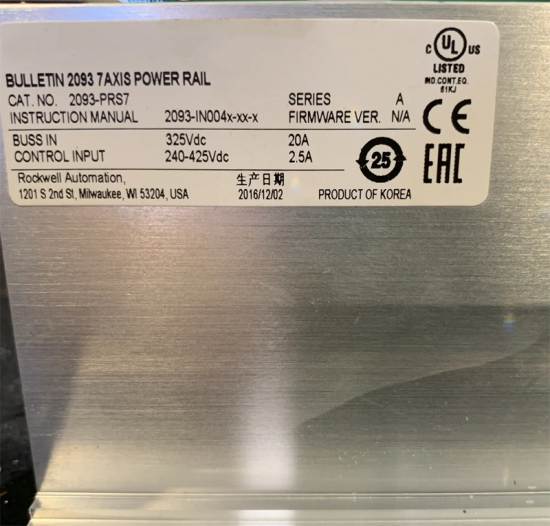 BULLETIN 2093 7AXIS POWER RAIL
CAT. NO. 2093-PRS7 SERIES A
INSTRUCTION MANUAL 2093-IN004x-xx-x FIRMWARE VER. N/A
BUSS IN 325Vdc 20A
CONTROL INPUT 240-425Vdc 2.5A
Rockwell Automation,
1201 S 2nd St, Milwaukee, WI 53204, USA
生产日期
2016/12/02
PRODUCT OF KOREA
C UL US
LISTED
IND.CONT.EQ.
61KJ
CE
25
EAC